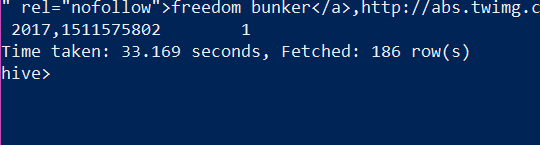 " rel="nofollow">freedom bunker</a>,http://abs.twimg.c
2017,1511575802 1
Time taken: 33.169 seconds, Fetched: 186 row(s)
hive>